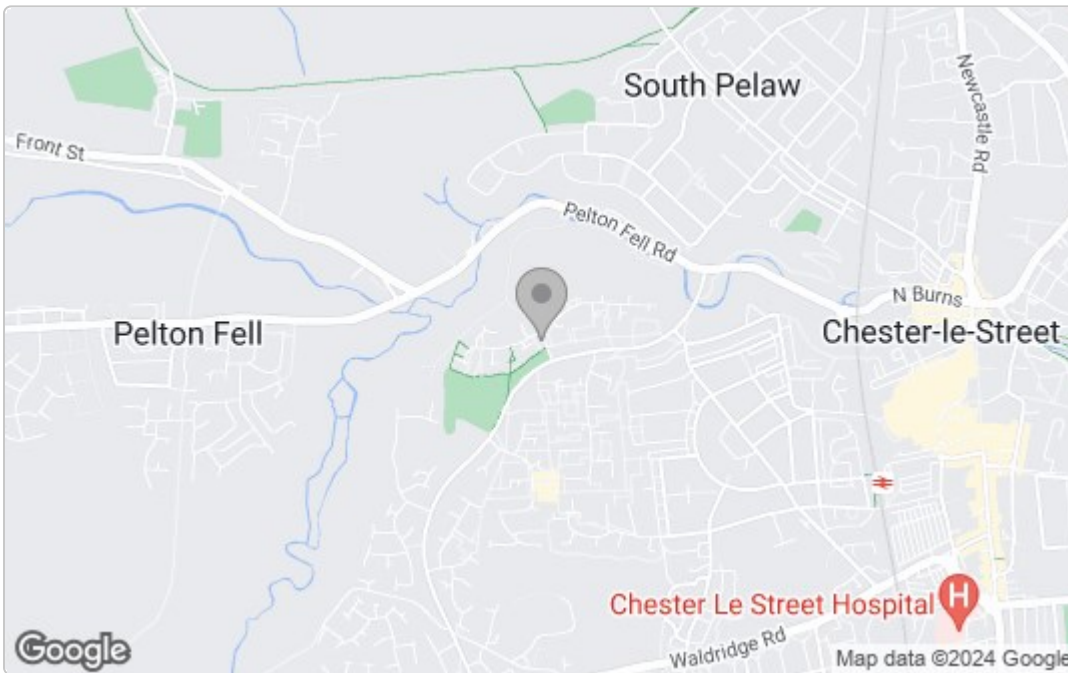 South Pelaw
Newcastle Rd
Front St
Pelton Fell Rd
N Burns
Pelton Fell
Chester-le-Street
Chester Le Street Hospital
H
Waldridge Rd
Google
Map data ©2024 Google